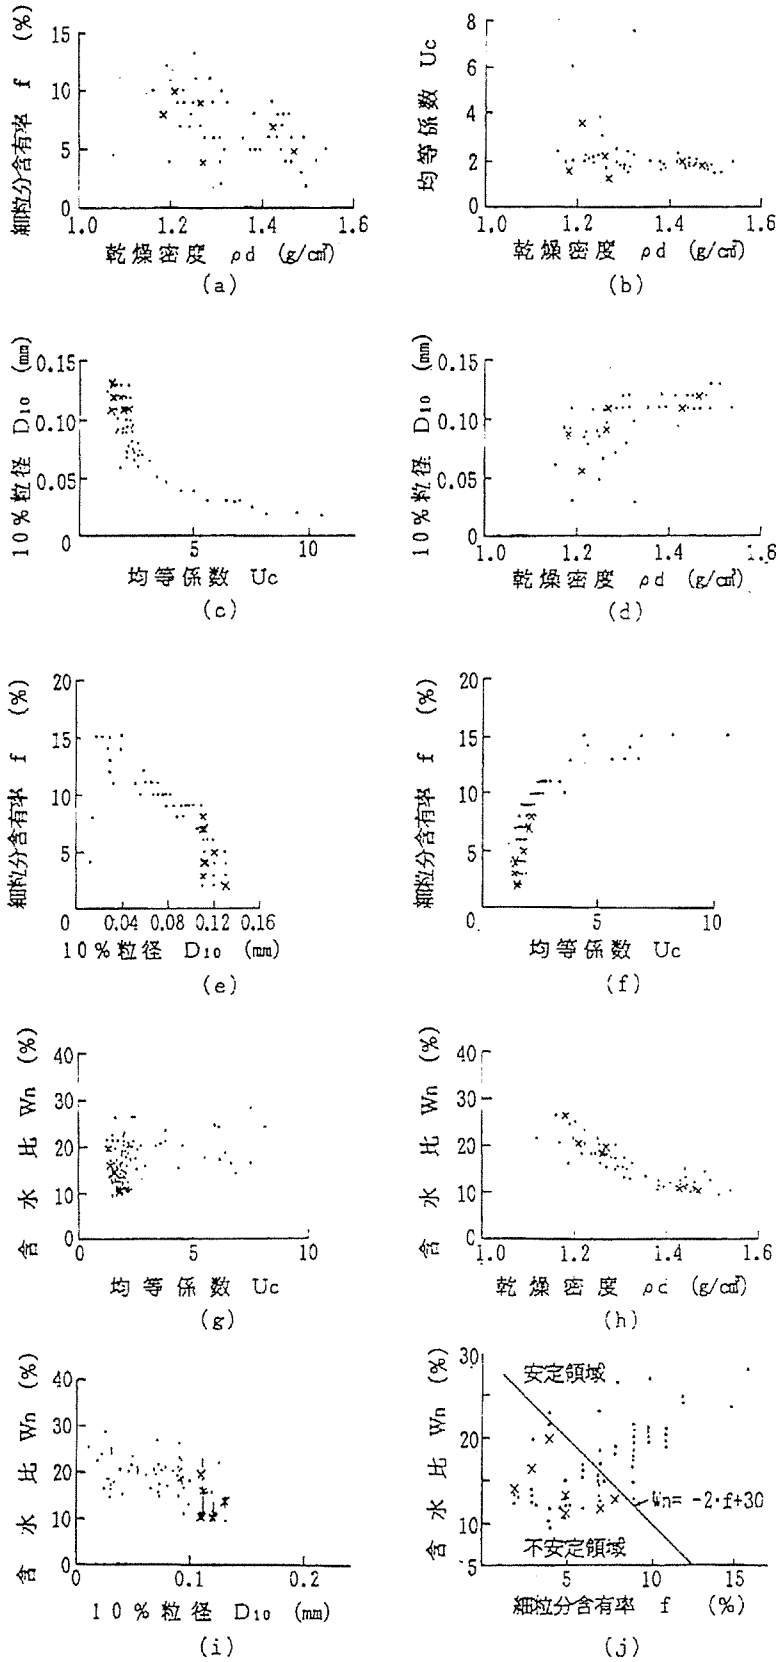 細粒分含有率 f (%)
15
10
5
0
1.0 1.2 1.4 1.6
乾燥密度 ρd (g/cm³)
(a)
均等係数 Uc
8
6
4
2
0
1.0 1.2 1.4 1.6
乾燥密度 ρd (g/cm³)
(b)
10%粒径 D₁₀ (mm)
0.15
0.10
0.05
0
5 10
均等係数 Uc
(c)
10%粒径 D₁₀ (mm)
0.15
0.10
0.05
0
1.0 1.2 1.4 1.6
乾燥密度 ρd (g/cm³)
(d)
細粒分含有率 f (%)
20
15
10
5
0
0.04 0.08 0.12 0.16
10%粒径 D₁₀ (mm)
(e)
細粒分含有率 f (%)
20
15
10
5
0
5 10
均等係数 Uc
(f)
含水比 Wn (%)
40
30
20
10
0
0 5 10
均等係数 Uc
(g)
含水比 Wn (%)
40
30
20
10
0
1.0 1.2 1.4 1.6
乾燥密度 ρd (g/cm³)
(h)
含水比 Wn (%)
40
30
20
10
0
0 0.1 0.2
10%粒径 D₁₀ (mm)
(i)
含水比 Wn (%)
30
20
10
5
安定領域
Wn= -2･f+30
不安定領域
5 10 15
細粒分含有率 f (%)
(j)